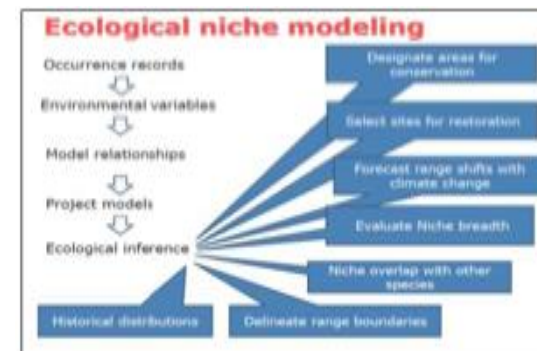 Ecological niche modeling
Occurrence records
Environmental variables
Model relationships
Project models
Ecological inference
Designate areas for
conservation
Select sites for restoration
Forecast range shifts with
climate change
Evaluate Niche breadth
Niche overlap with other
species
Historical distributions
Delineate range boundaries